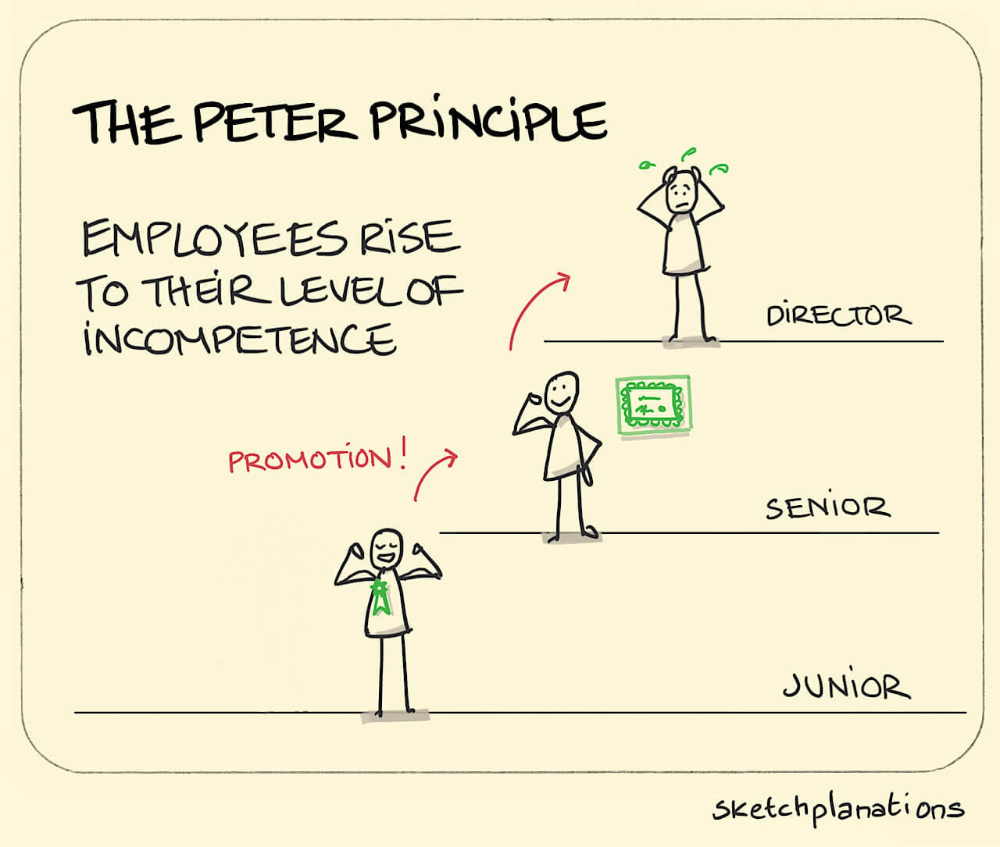 THE PETER PRINCIPLE
EMPLOYEES RISE
TO THEIR LEVEL OF
INCOMPETENCE
DIRECTOR
PROMOTION!
SENIOR
JUNIOR
sketchplanations